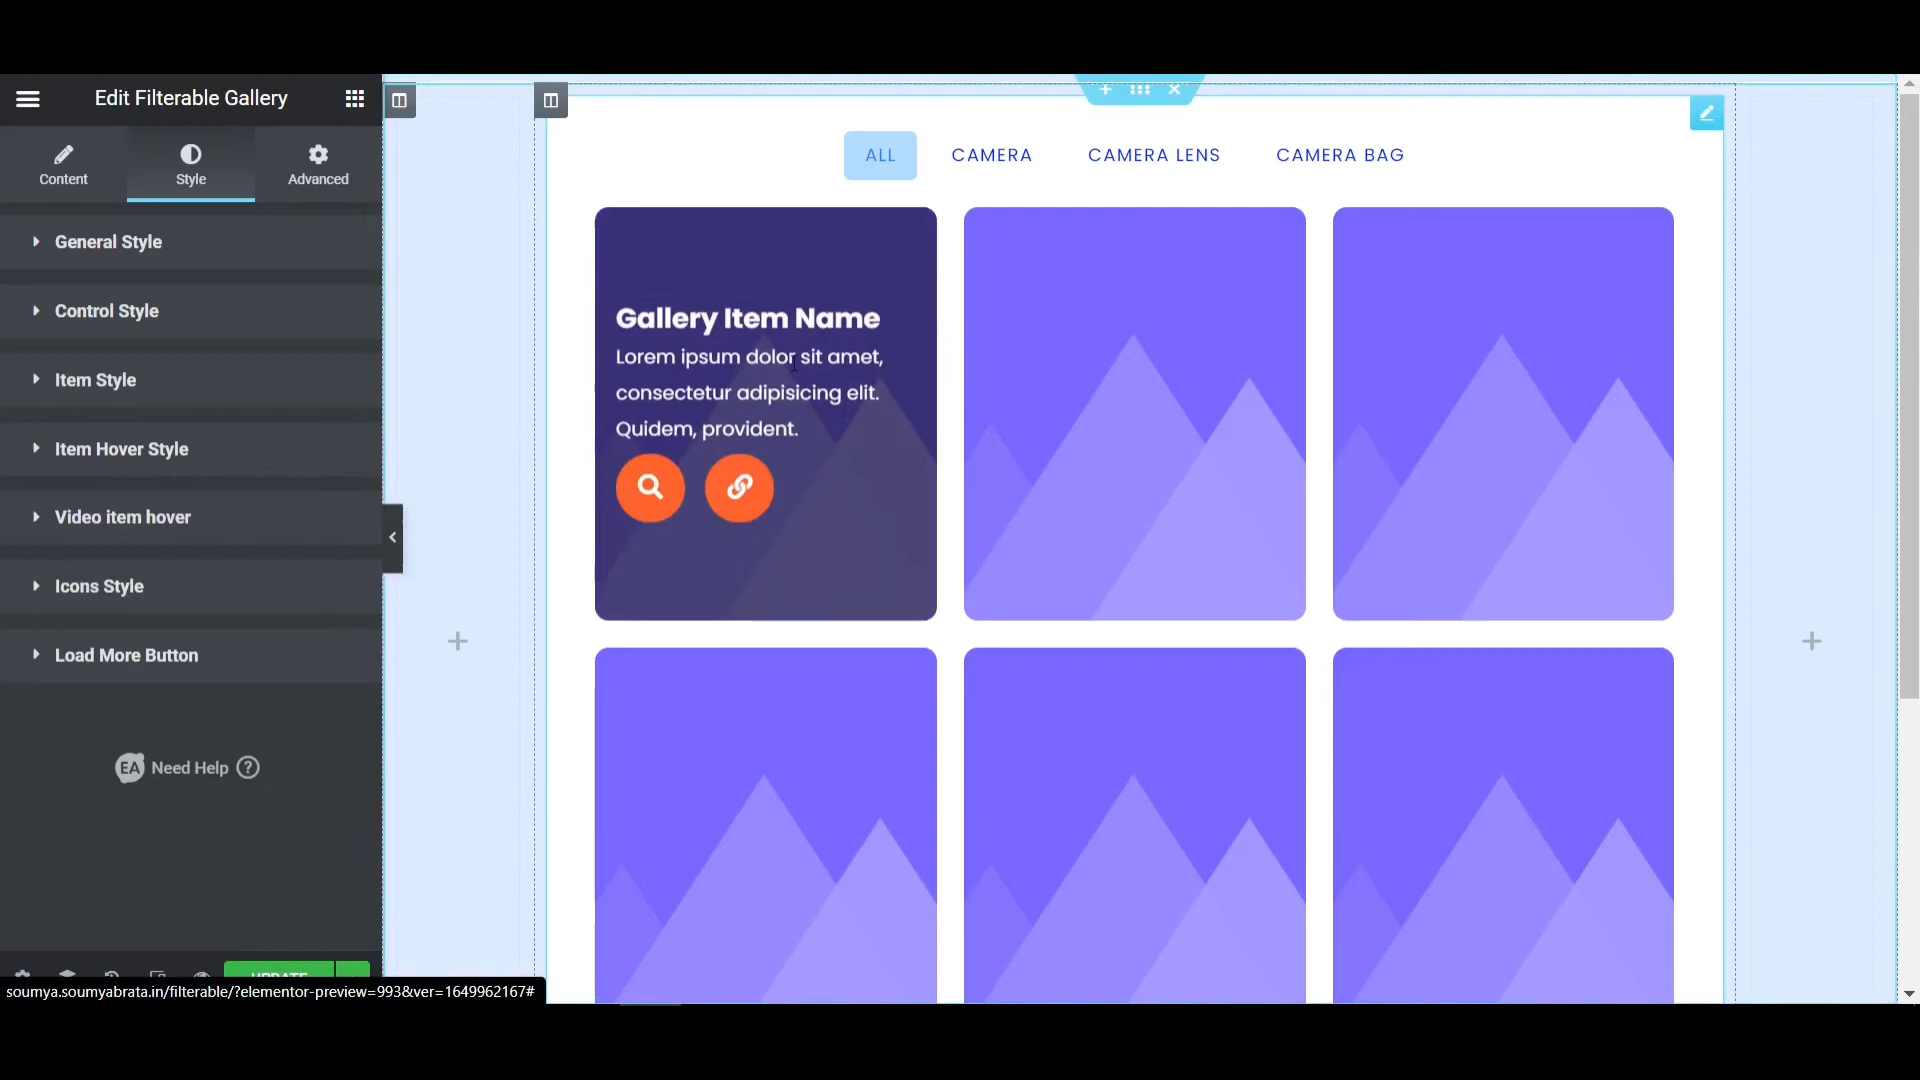 Edit Filterable Gallery
Content
Style
Advanced
General Style
Control Style
Item Style
Item Hover Style
Video item hover
Icons Style
Load More Button
EA Need Help
UPDATE
soumya.soumyabrata.in/filterable/?elementor-preview=993&ver=1649962167#
ALL CAMERA CAMERA LENS CAMERA BAG
Gallery Item Name
Lorem ipsum dolor sit amet,
consectetur adipisicing elit.
Quidem, provident.